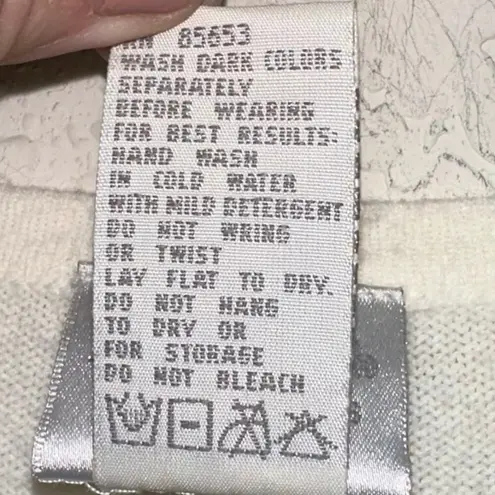 RN 85653
WASH DARK COLORS
SEPARATELY
BEFORE WEARING
FOR BEST RESULTS:
HAND WASH
IN COLD WATER
WITH MILD DETERGENT
DO NOT WRING
OR TWIST
LAY FLAT TO DRY.
DO NOT HANG
TO DRY OR
FOR STORAGE
DO NOT BLEACH
®